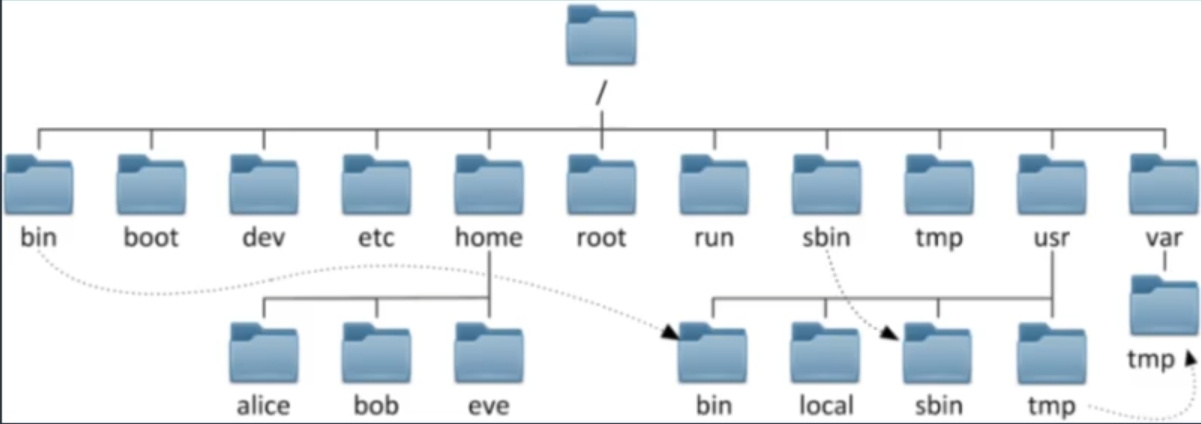 /
bin boot dev etc home root run sbin tmp usr var
tmp
alice bob eve bin local sbin tmp